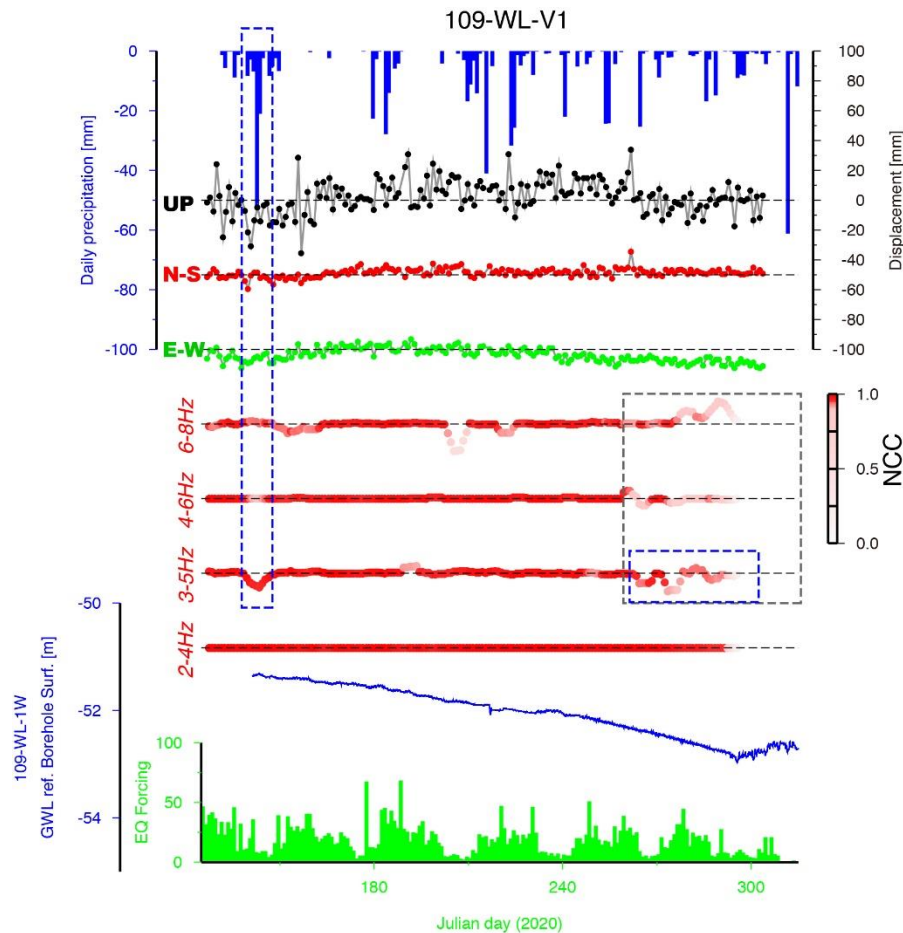 109-WL-V1
0
-20
-40
-60
-80
-100
Daily precipitation [mm]
100
80
60
40
20
0
-20
-40
-60
-80
-100
Displacement [mm]
UP
N-S
E-W
6-8Hz
4-6Hz
3-5Hz
2-4Hz
1.0
0.5
0.0
NCC
-50
-52
-54
109-WL-1W
GWL ref. Borehole Surf. [m]
100
50
0
EQ Forcing
180
240
300
Julian day (2020)